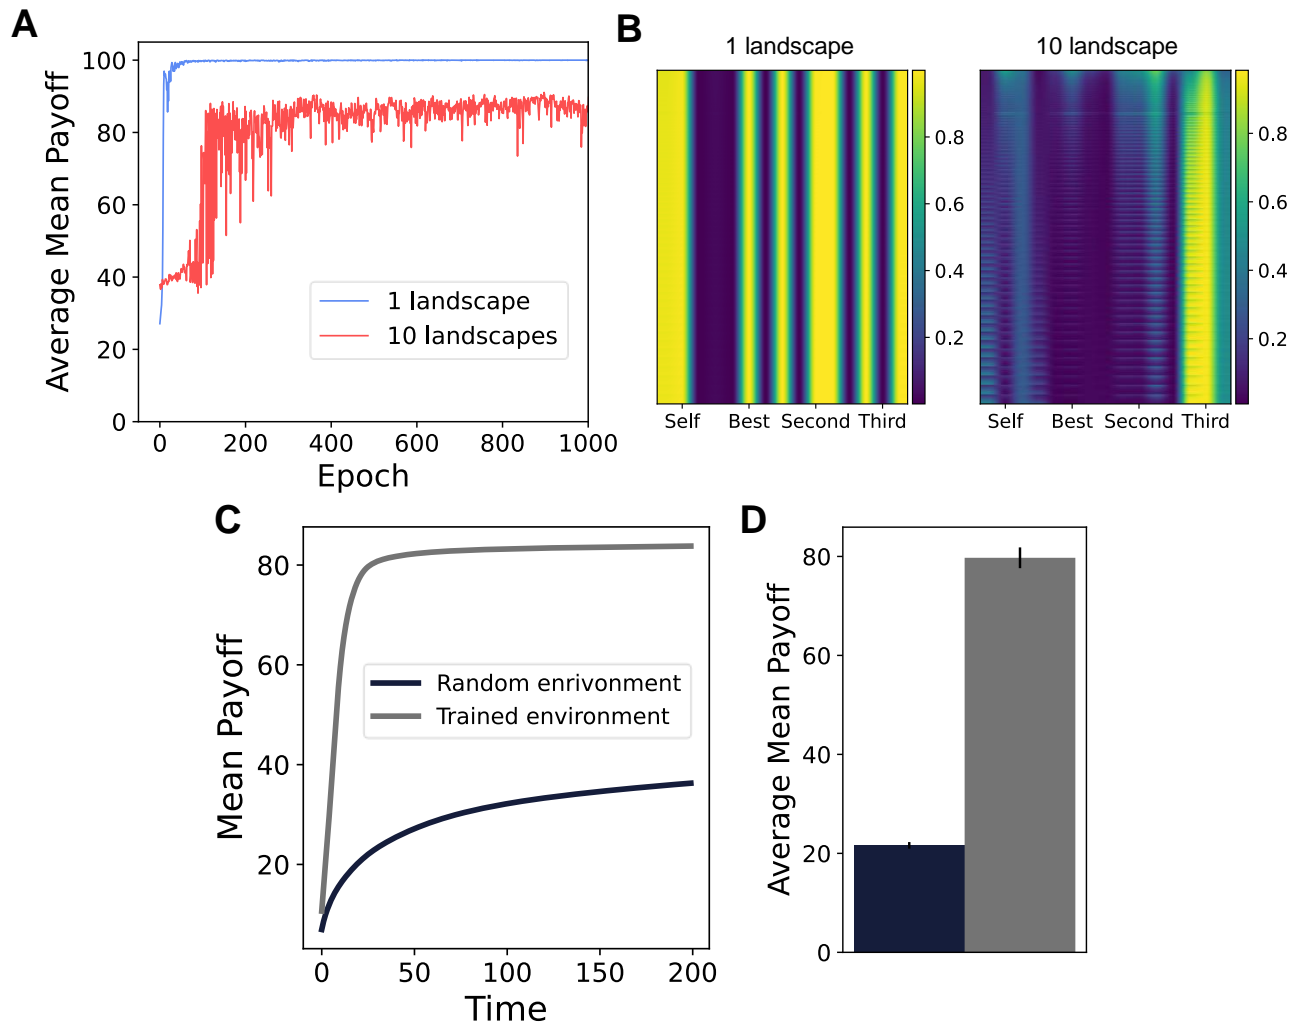 A
100
80
60
40
20
0
Average Mean Payoff
0
200
400
600
800
1000
Epoch
1 landscape
10 landscapes
B
1 landscape
0.8
0.6
0.4
0.2
Self
Best
Second
Third
10 landscape
0.8
0.6
0.4
0.2
Self
Best
Second
Third
C
80
60
40
20
Mean Payoff
0
50
100
150
200
Time
Random enrivonment
Trained environment
D
80
60
40
20
0
Average Mean Payoff